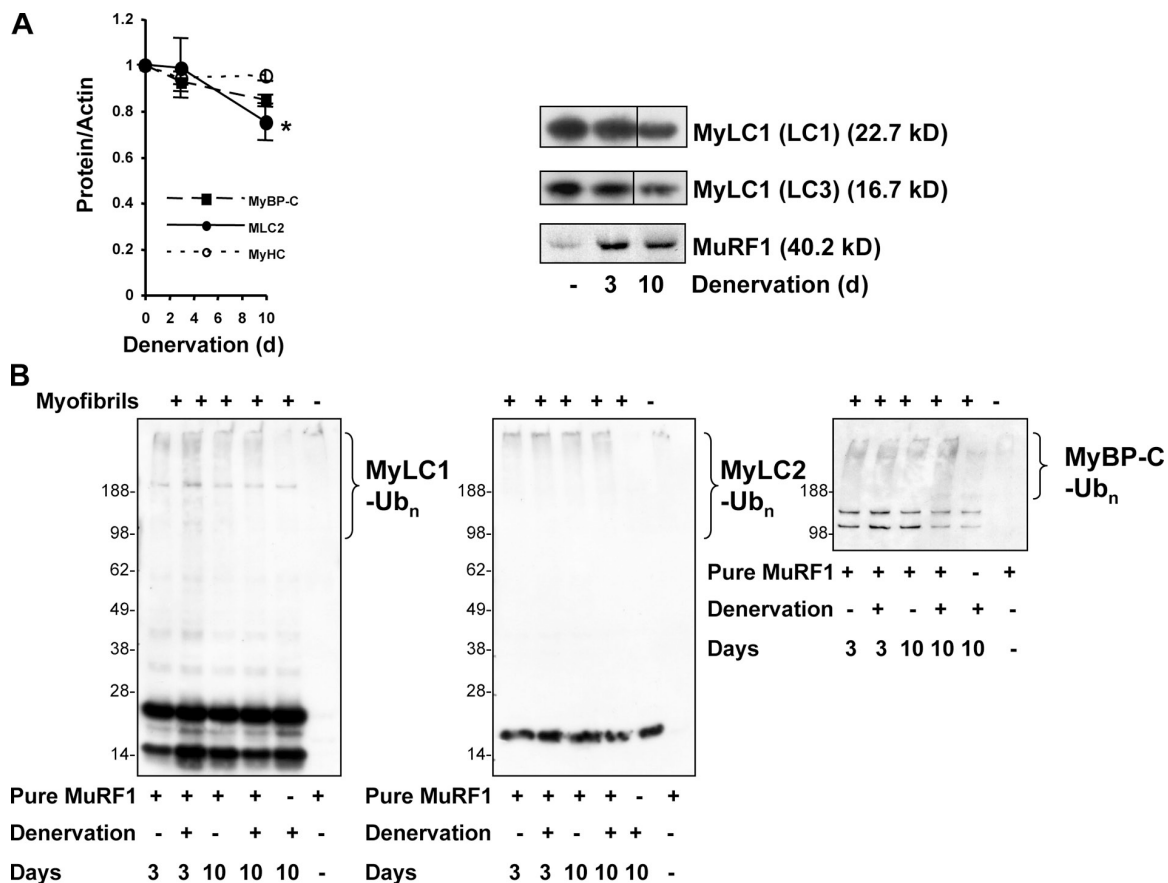 A
Protein/Actin
1.2
1
0.8
0.6
0.4
0.2
0
0 2 4 6 8 10
Denervation (d)
*
MyBP-C
MLC2
MyHC
MyLC1 (LC1) (22.7 kD)
MyLC1 (LC3) (16.7 kD)
MuRF1 (40.2 kD)
- 3 10 Denervation (d)
B
Myofibrils + + + + + -
188-
98-
62-
49-
38-
28-
14-
MyLC1
-Ubn
Pure MuRF1 + + + + - +
Denervation - + - + + -
Days 3 3 10 10 10 -
+ + + + + -
188-
98-
62-
49-
38-
28-
14-
MyLC2
-Ubn
Pure MuRF1 + + + + - +
Denervation - + - + + -
Days 3 3 10 10 10 -
+ + + + + -
188-
98-
MyBP-C
-Ubn
Pure MuRF1 + + + + - +
Denervation - + - + + -
Days 3 3 10 10 10 -